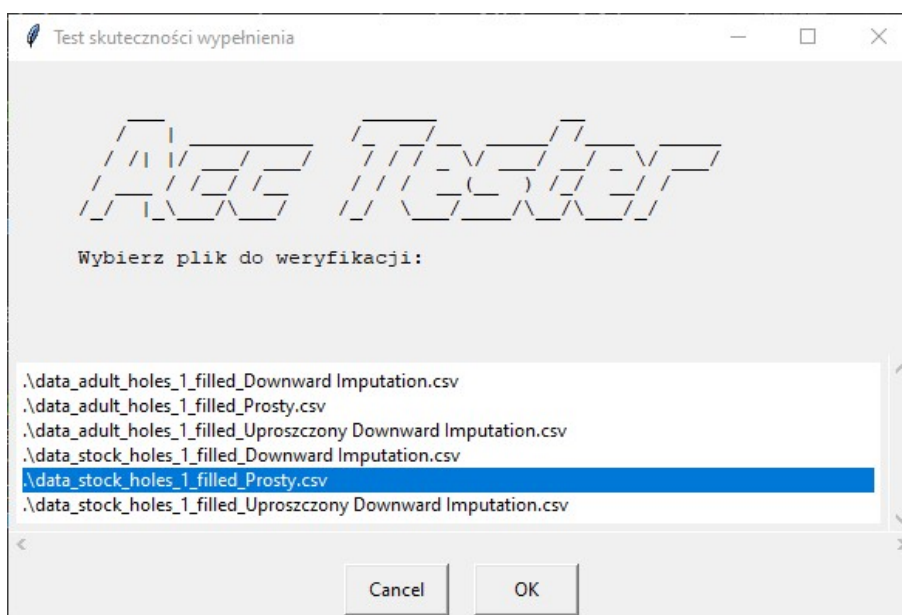 Test skuteczności wypełnienia
Acc Tester
Wybierz plik do weryfikacji:
.\data_adult_holes_1_filled_Downward Imputation.csv
.\data_adult_holes_1_filled_Prosty.csv
.\data_adult_holes_1_filled_Uproszczony Downward Imputation.csv
.\data_stock_holes_1_filled_Downward Imputation.csv
.\data_stock_holes_1_filled_Prosty.csv
.\data_stock_holes_1_filled_Uproszczony Downward Imputation.csv
Cancel OK